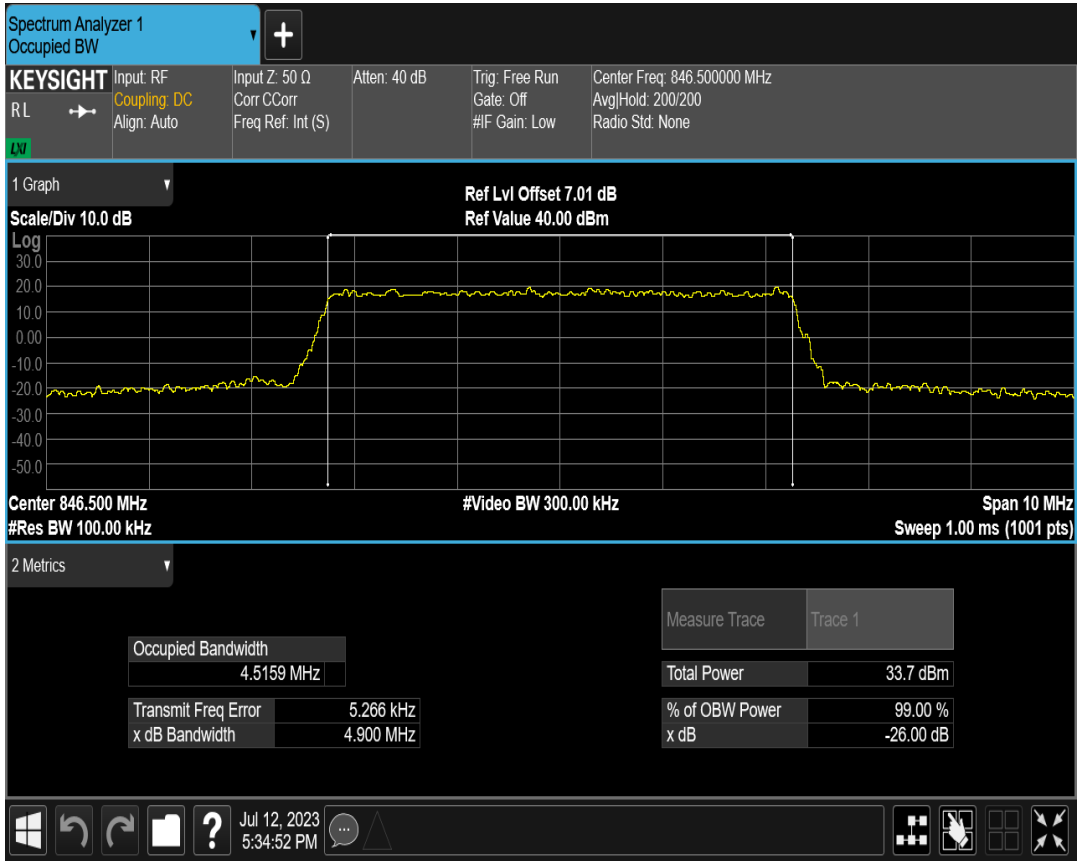 Spectrum Analyzer 1
Occupied BW
+
KEYSIGHT
R L
LXI
Input: RF
Coupling: DC
Align: Auto
Input Z: 50 Ω
Corr CCorr
Freq Ref: Int (S)
Atten: 40 dB
Trig: Free Run
Gate: Off
#IF Gain: Low
Center Freq: 846.500000 MHz
Avg|Hold: 200/200
Radio Std: None
1 Graph
Scale/Div 10.0 dB
Ref Lvl Offset 7.01 dB
Ref Value 40.00 dBm
Log
30.0
20.0
10.0
0.00
-10.0
-20.0
-30.0
-40.0
-50.0
Center 846.500 MHz
#Video BW 300.00 kHz
Span 10 MHz
#Res BW 100.00 kHz
Sweep 1.00 ms (1001 pts)
2 Metrics
Measure Trace Trace 1
Occupied Bandwidth
4.5159 MHz
Total Power 33.7 dBm
Transmit Freq Error 5.266 kHz
% of OBW Power 99.00 %
x dB Bandwidth 4.900 MHz
x dB -26.00 dB
?
Jul 12, 2023
5:34:52 PM